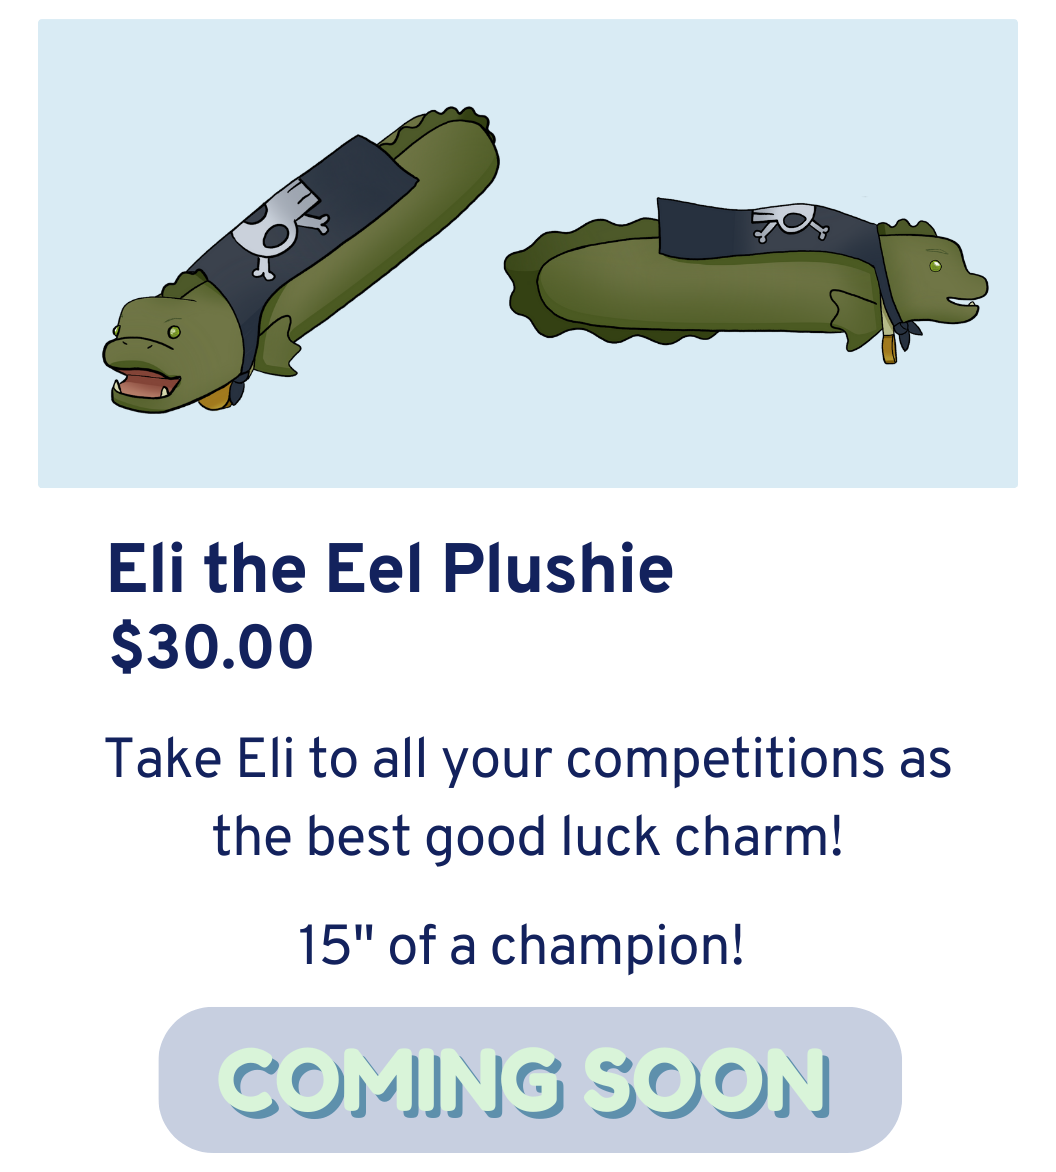 Eli the Eel Plushie
$30.00
Take Eli to all your competitions as
the best good luck charm!
15" of a champion!
COMING SOON